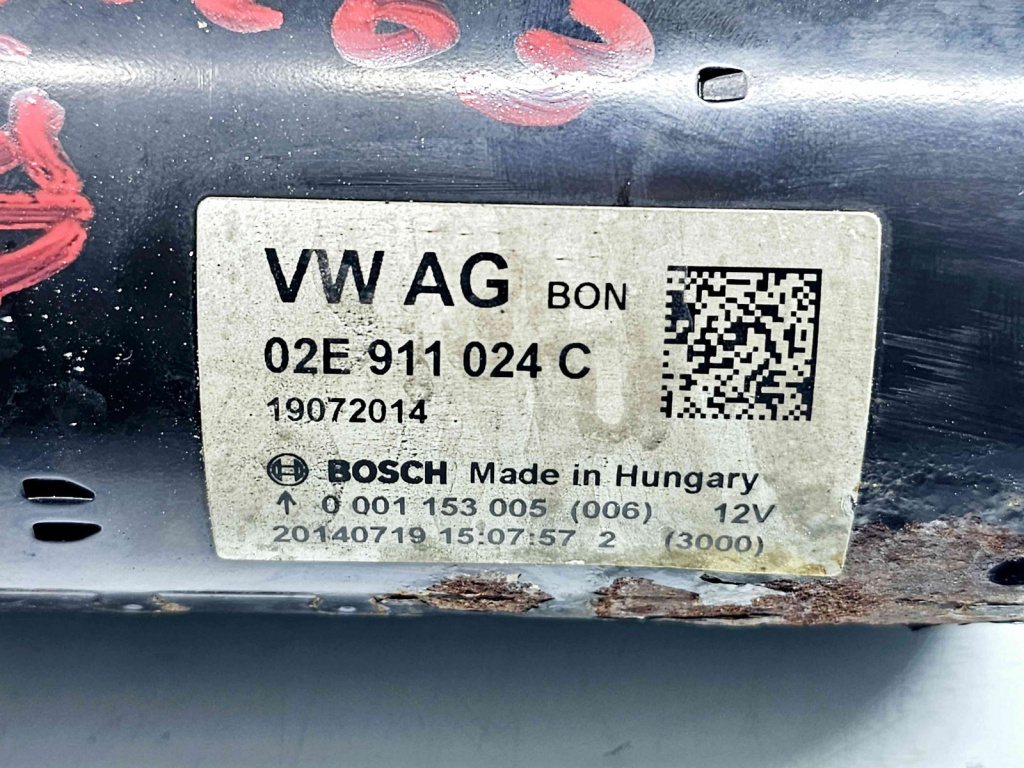 VW AG BON
02E 911 024 C
19072014
BOSCH Made in Hungary
↑ 0 001 153 005 (006) 12V
20140719 15:07:57 2 (3000)